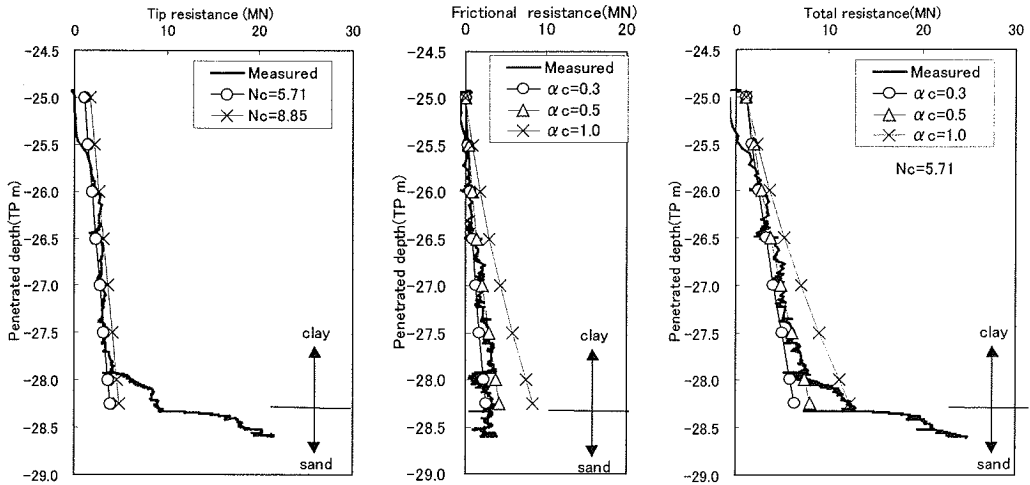 Tip resistance (MN)
0 10 20 30
-24.5
-25.0
-25.5
-26.0
-26.5
-27.0
-27.5
-28.0
-28.5
-29.0
Penetrated depth(TP m)
Measured
Nc=5.71
Nc=8.85
clay
sand
Frictional resistance(MN)
0 10 20
-24.5
-25.0
-25.5
-26.0
-26.5
-27.0
-27.5
-28.0
-28.5
-29.0
Penetrated depth(TP m)
Measured
αc=0.3
αc=0.5
αc=1.0
clay
sand
Total resistance(MN)
0 10 20 30
-24.5
-25.0
-25.5
-26.0
-26.5
-27.0
-27.5
-28.0
-28.5
-29.0
Penetrated depth(TP m)
Measured
αc=0.3
αc=0.5
αc=1.0
Nc=5.71
clay
sand